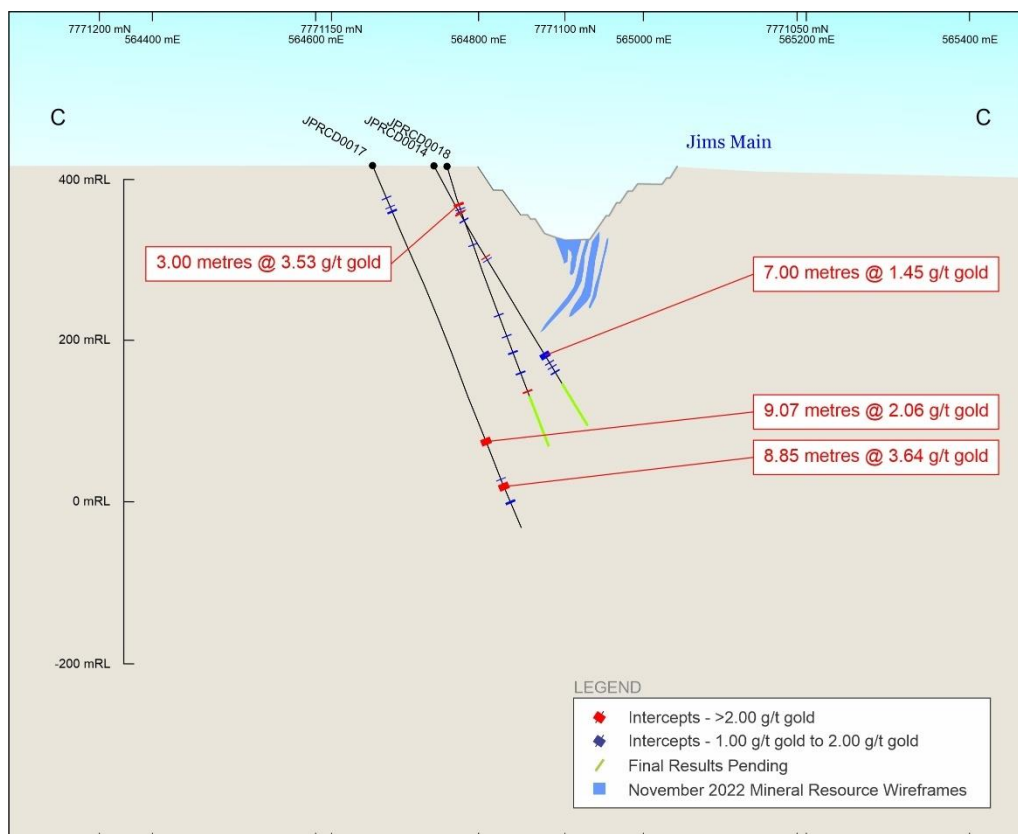 7771200 mN
7771150 mN
7771100 mN
7771050 mN
564400 mE
564600 mE
564800 mE
565000 mE
565200 mE
565400 mE
C
C
JPRCD0017
JPRCD0014
JPRCD0018
Jims Main
400 mRL
3.00 metres @ 3.53 g/t gold
7.00 metres @ 1.45 g/t gold
200 mRL
9.07 metres @ 2.06 g/t gold
8.85 metres @ 3.64 g/t gold
0 mRL
-200 mRL
LEGEND
Intercepts - >2.00 g/t gold
Intercepts - 1.00 g/t gold to 2.00 g/t gold
Final Results Pending
November 2022 Mineral Resource Wireframes